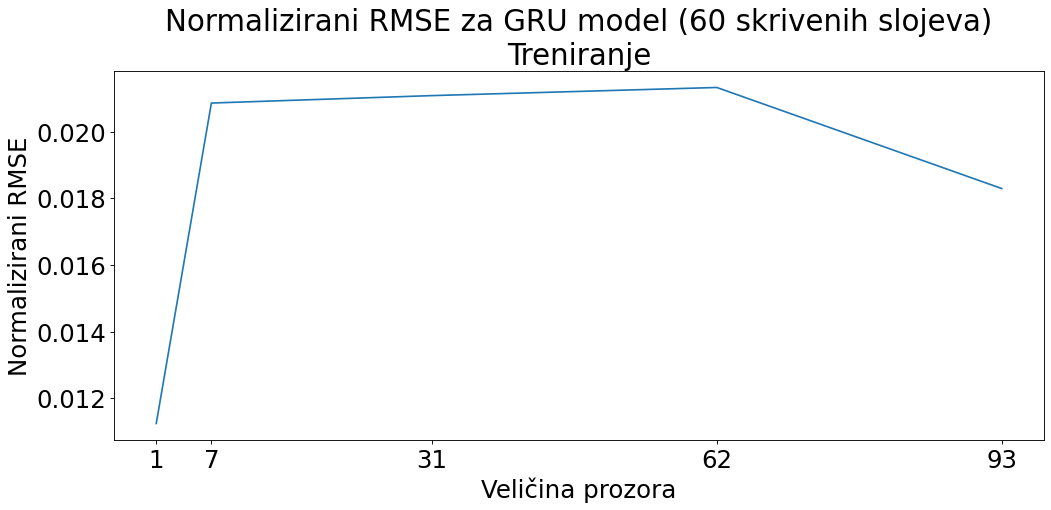 Normalizirani RMSE za GRU model (60 skrivenih slojeva)
Treniranje
Normalizirani RMSE
0.020
0.018
0.016
0.014
0.012
1 7 31 62 93
Veličina prozora